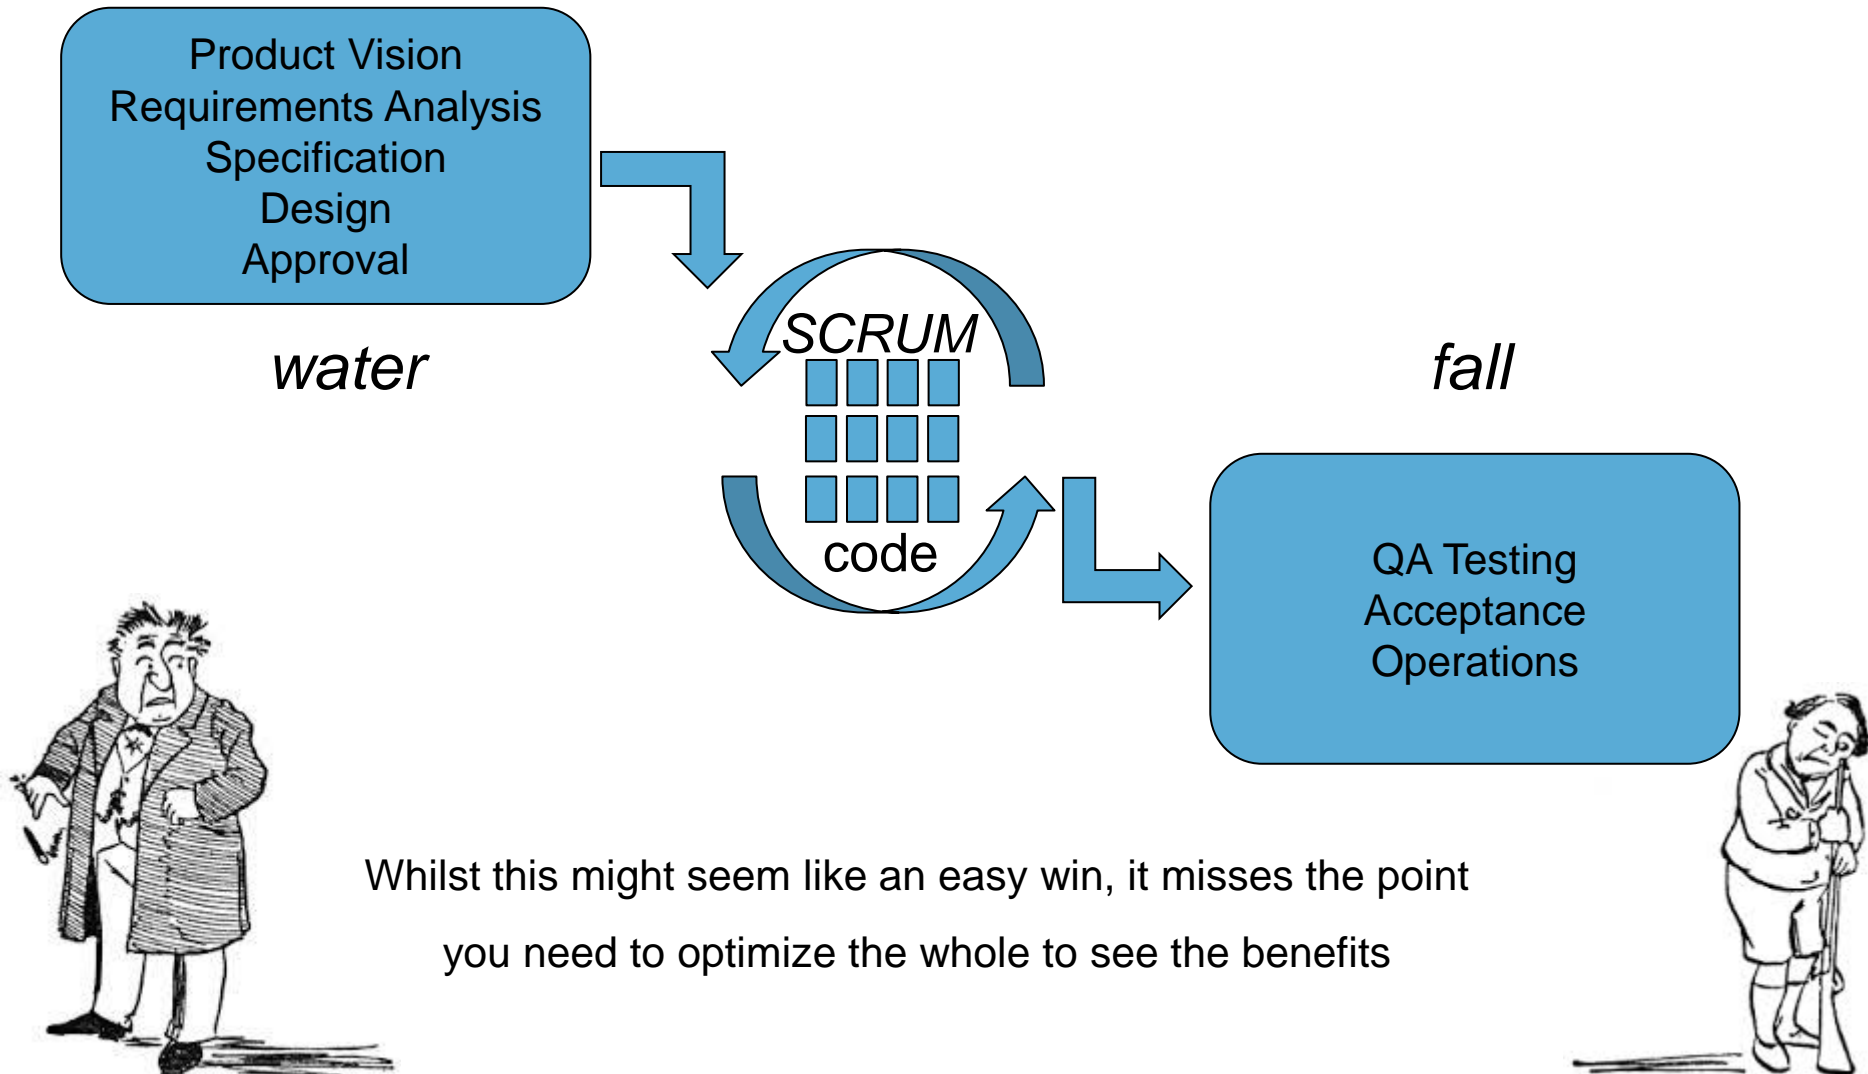 Product Vision
Requirements Analysis
Specification
Design
Approval
water
SCRUM
code
fall
QA Testing
Acceptance
Operations
Whilst this might seem like an easy win, it misses the point
you need to optimize the whole to see the benefits